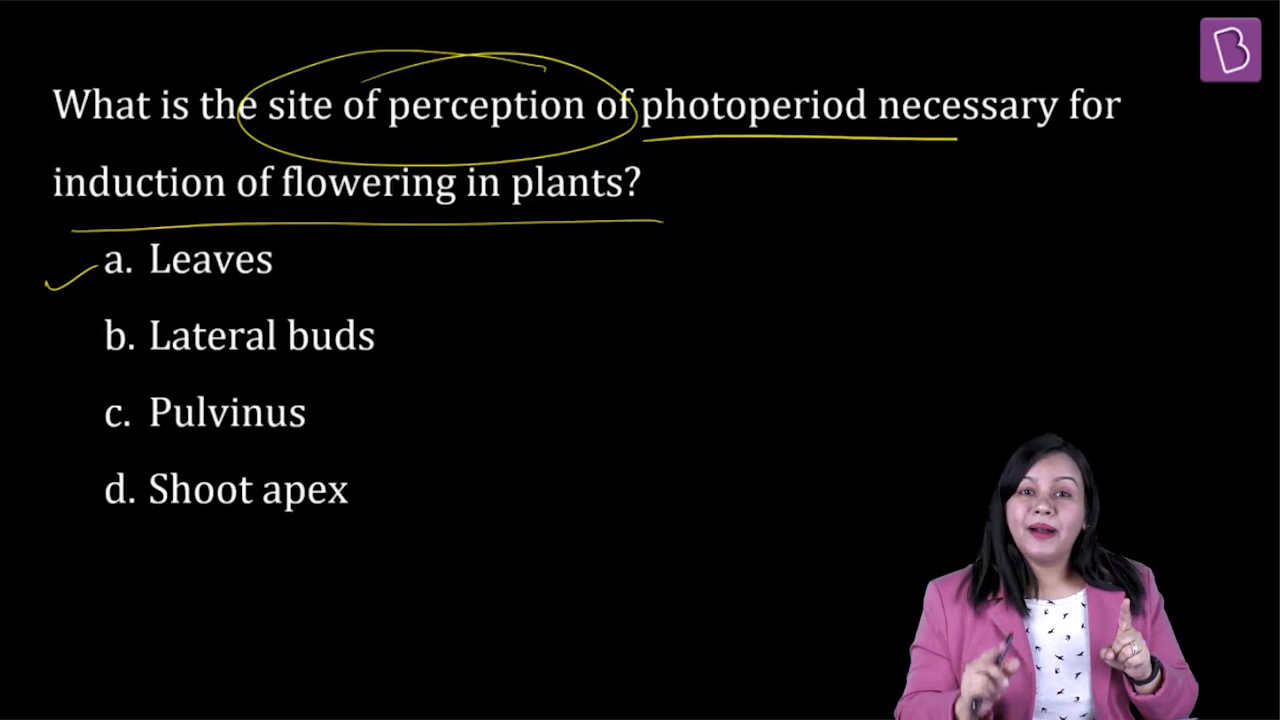 What is the site of perception of photoperiod necessary for
induction of flowering in plants?
a. Leaves
b. Lateral buds
c. Pulvinus
d. Shoot apex
B